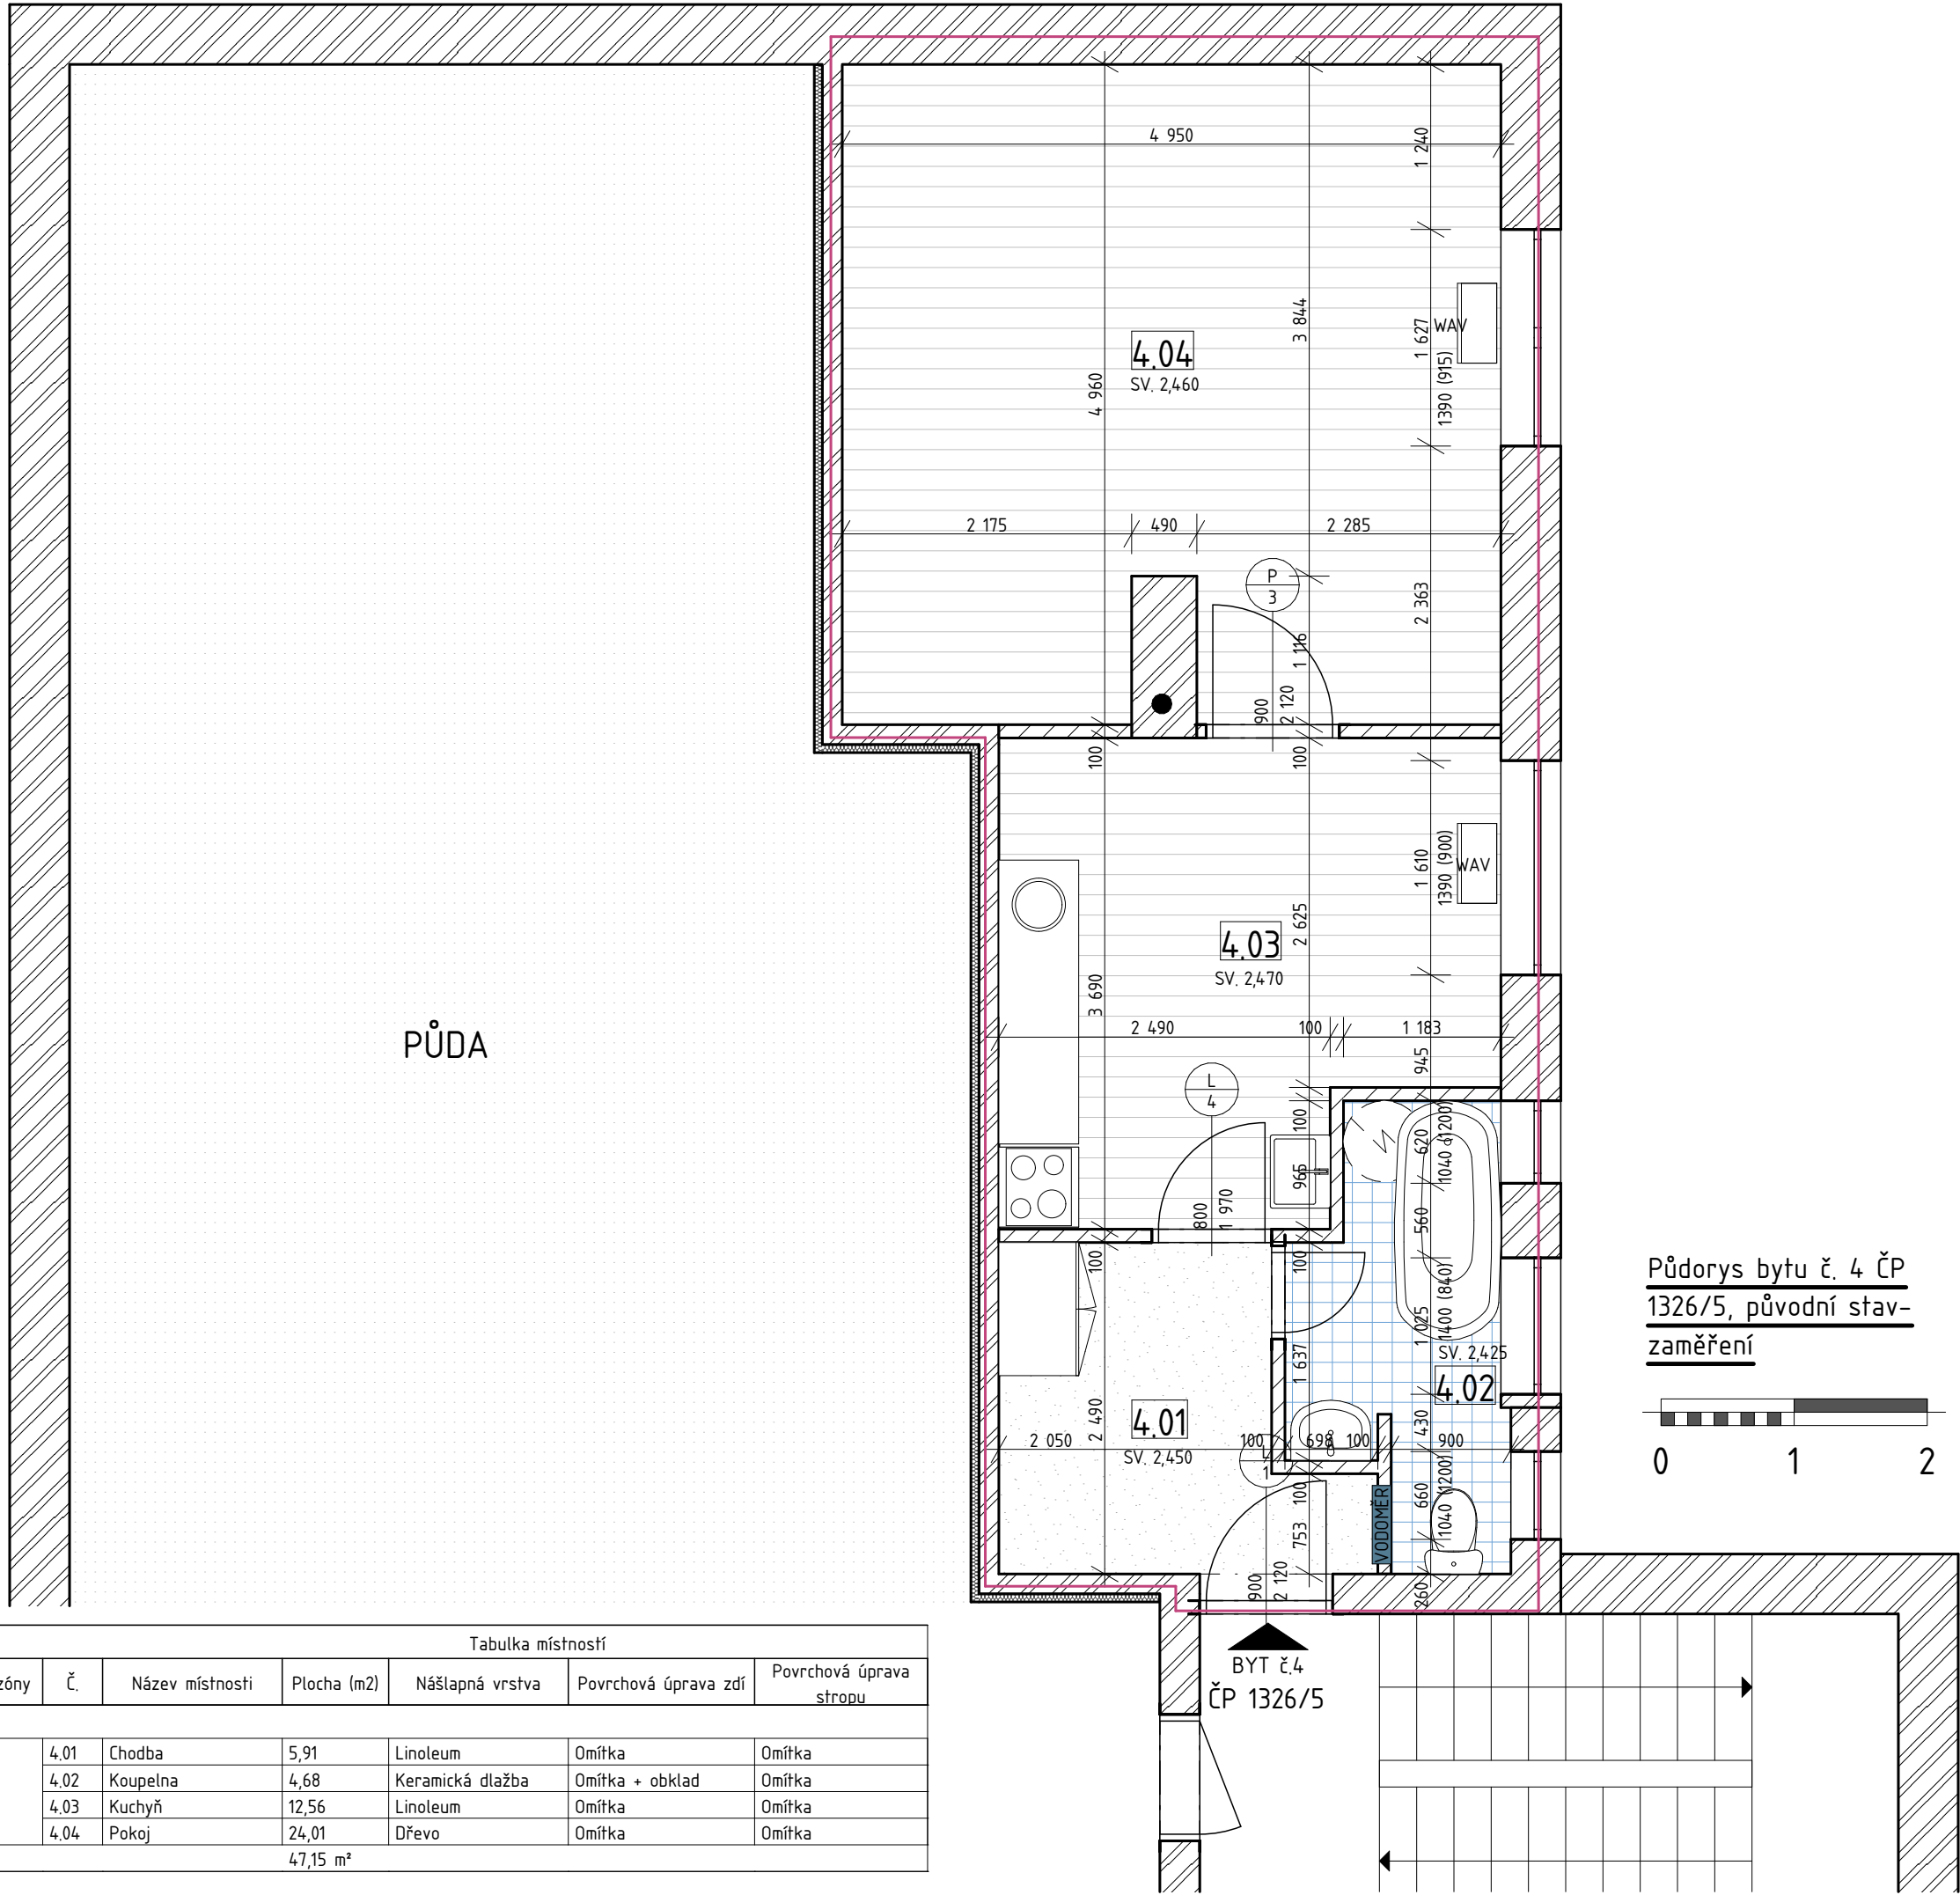 4 950
1 240
3 844
1 627
WAV
1390 (915)
4.04
SV. 2,460
4 960
2 175
490
2 285
P
3
2 363
1 116
900
2 120
100
100
1 610
1390 (900)
WAV
2 625
4.03
SV. 2,470
3 690
2 490
100
1 183
945
PŮDA
L
4
100
620
1040 (1200)
965
800
1 970
560
100
100
1 025
1400 (840)
1 637
SV. 2,425
4.02
Půdorys bytu č. 4 ČP
1326/5, původní stav-
zaměření
0
1
2
2 490
4.01
SV. 2,450
2 050
100
698
100
900
430
1
100
660
1040 (1200)
753
VODOMĚR
900
2 120
260
BYT č.4
ČP 1326/5
Tabulka místností
zóny Č. Název místnosti Plocha (m2) Nášlapná vrstva Povrchová úprava zdí Povrchová úprava stropu
4.01 Chodba 5,91 Linoleum Omítka Omítka
4.02 Koupelna 4,68 Keramická dlažba Omítka + obklad Omítka
4.03 Kuchyň 12,56 Linoleum Omítka Omítka
4.04 Pokoj 24,01 Dřevo Omítka Omítka
47,15 m²